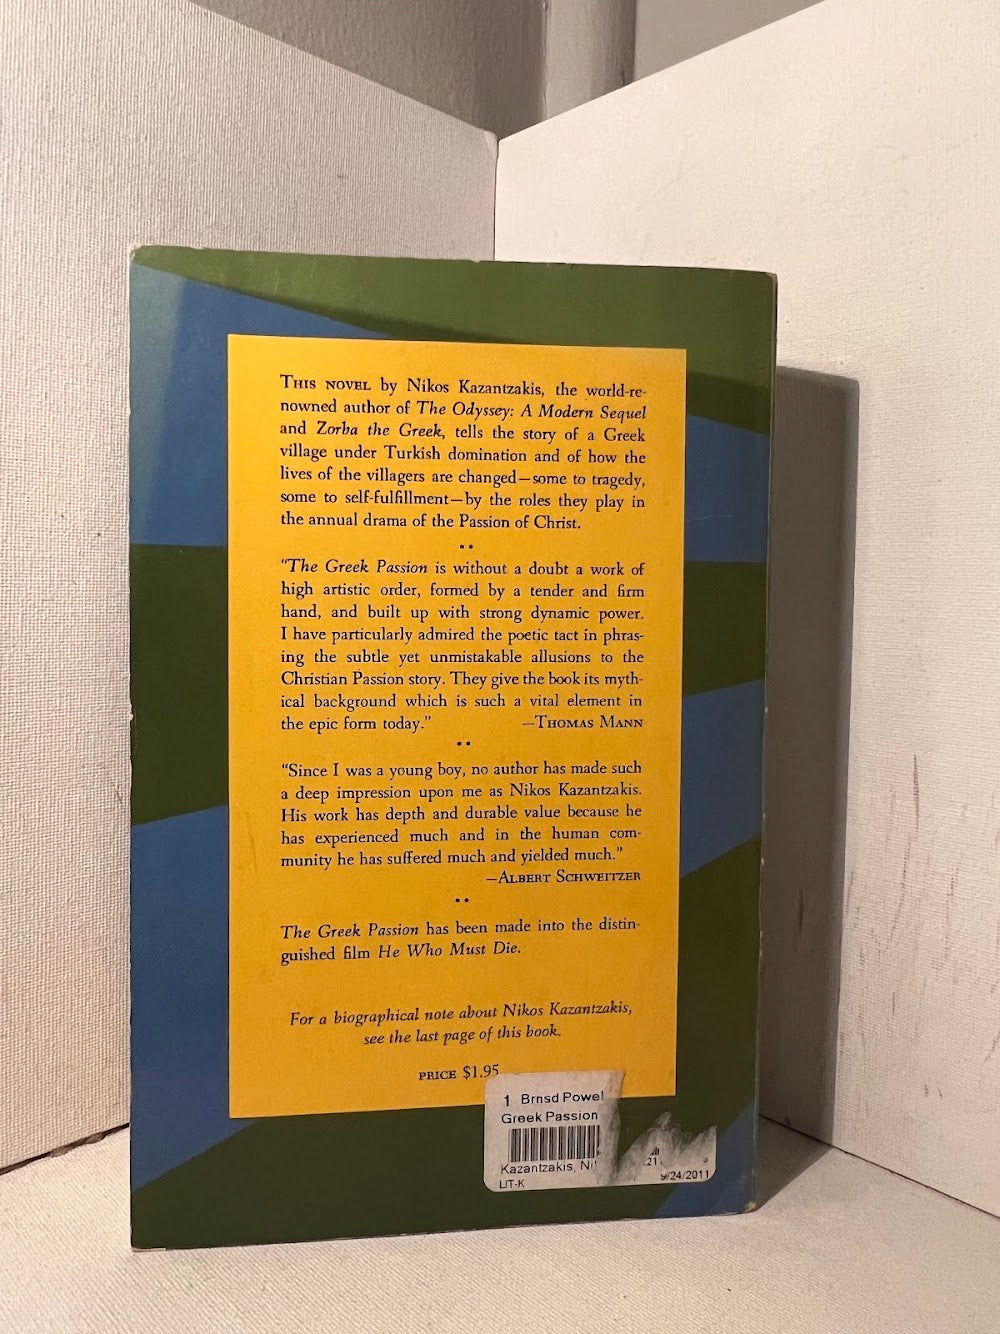 THIS NOVEL by Nikos Kazantzakis, the world-re-
nowned author of The Odyssey: A Modern Sequel
and Zorba the Greek, tells the story of a Greek
village under Turkish domination and of how the
lives of the villagers are changed—some to tragedy,
some to self-fulfillment—by the roles they play in
the annual drama of the Passion of Christ.
"The Greek Passion is without a doubt a work of
high artistic order, formed by a tender and firm
hand, and built up with strong dynamic power.
I have particularly admired the poetic tact in phras-
ing the subtle yet unmistakable allusions to the
Christian Passion story. They give the book its myth-
ical background which is such a vital element in
the epic form today." —THOMAS MANN
"Since I was a young boy, no author has made such
a deep impression upon me as Nikos Kazantzakis.
His work has depth and durable value because he
has experienced much and in the human com-
munity he has suffered much and yielded much."
—ALBERT SCHWEITZER
The Greek Passion has been made into the distin-
guished film He Who Must Die.
For a biographical note about Nikos Kazantzakis,
see the last page of this book.
PRICE $1.95
1 Brnsd Powel
Greek Passion
Kazantzakis, Ni
LIT-K 9/24/2011